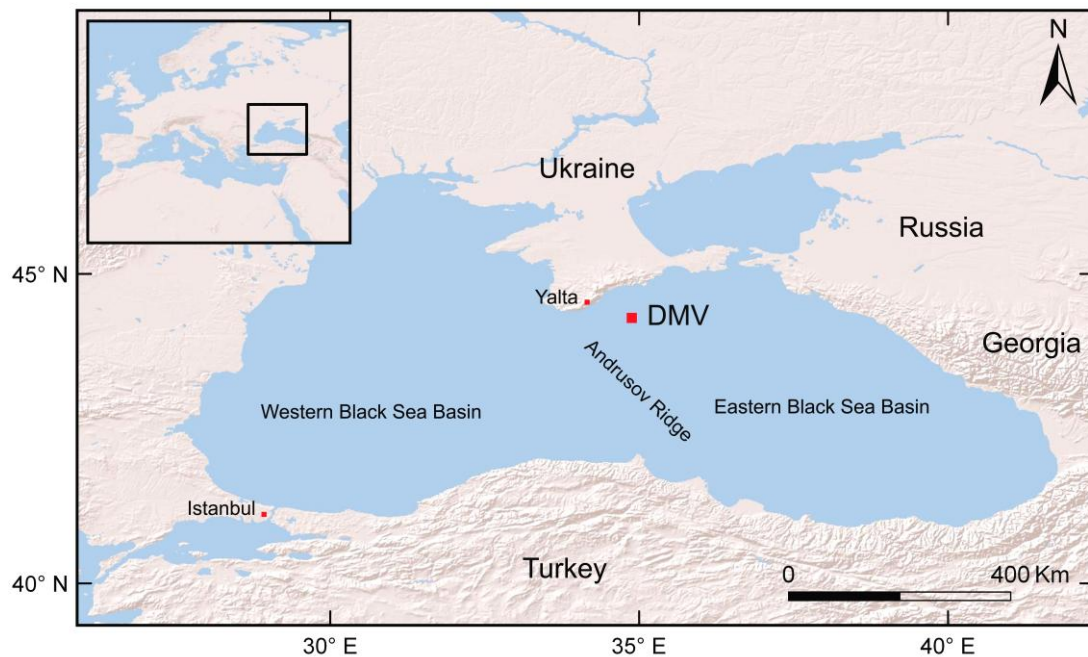 N
Ukraine
Russia
45° N
Yalta
DMV
Georgia
Andrusov Ridge
Western Black Sea Basin
Eastern Black Sea Basin
Istanbul
Turkey
0 400 Km
40° N
30° E 35° E 40° E